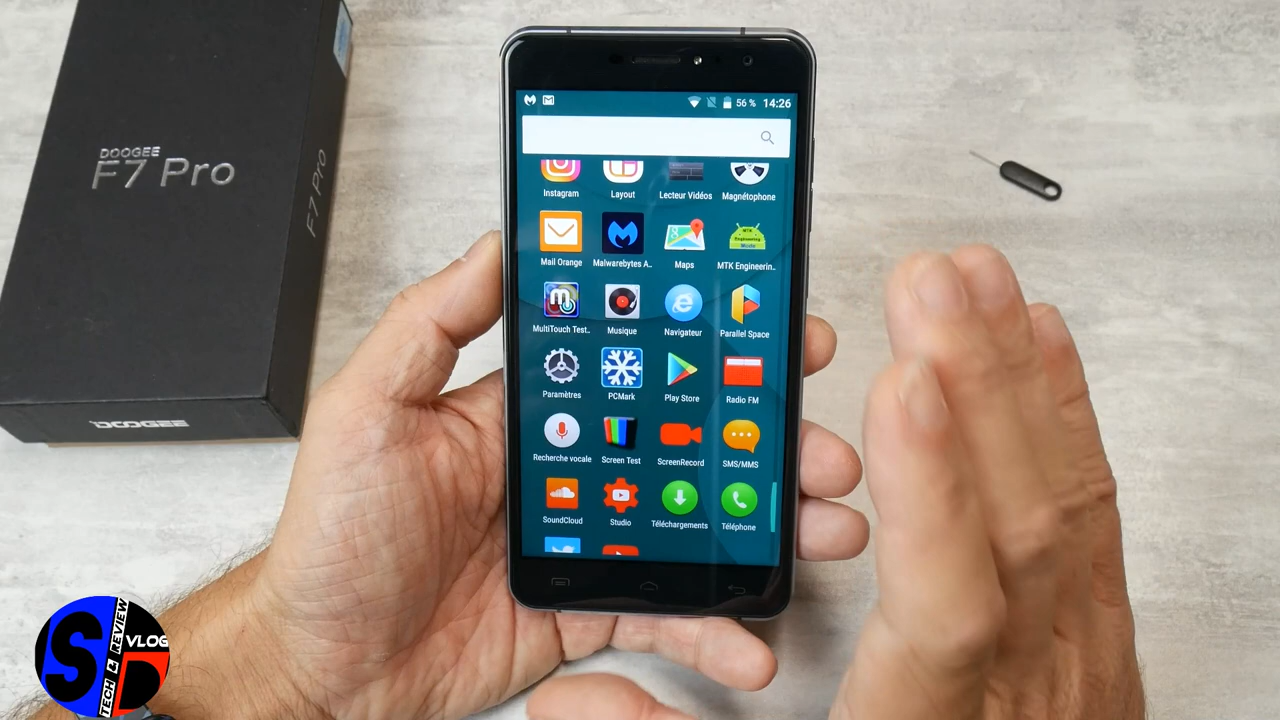 DOOGEE
F7 Pro
F7 Pro
DOOGEE
56 % 14:26
Instagram Layout Lecteur Vidéos Magnétophone
Mail Orange Malwarebytes A.. Maps MTK Engineerin..
MultiTouch Test.. Musique Navigateur Parallel Space
Paramètres PCMark Play Store Radio FM
Recherche vocale Screen Test ScreenRecord SMS/MMS
SoundCloud Studio Téléchargements Téléphone
SD
TECH & REVIEW
VLOG